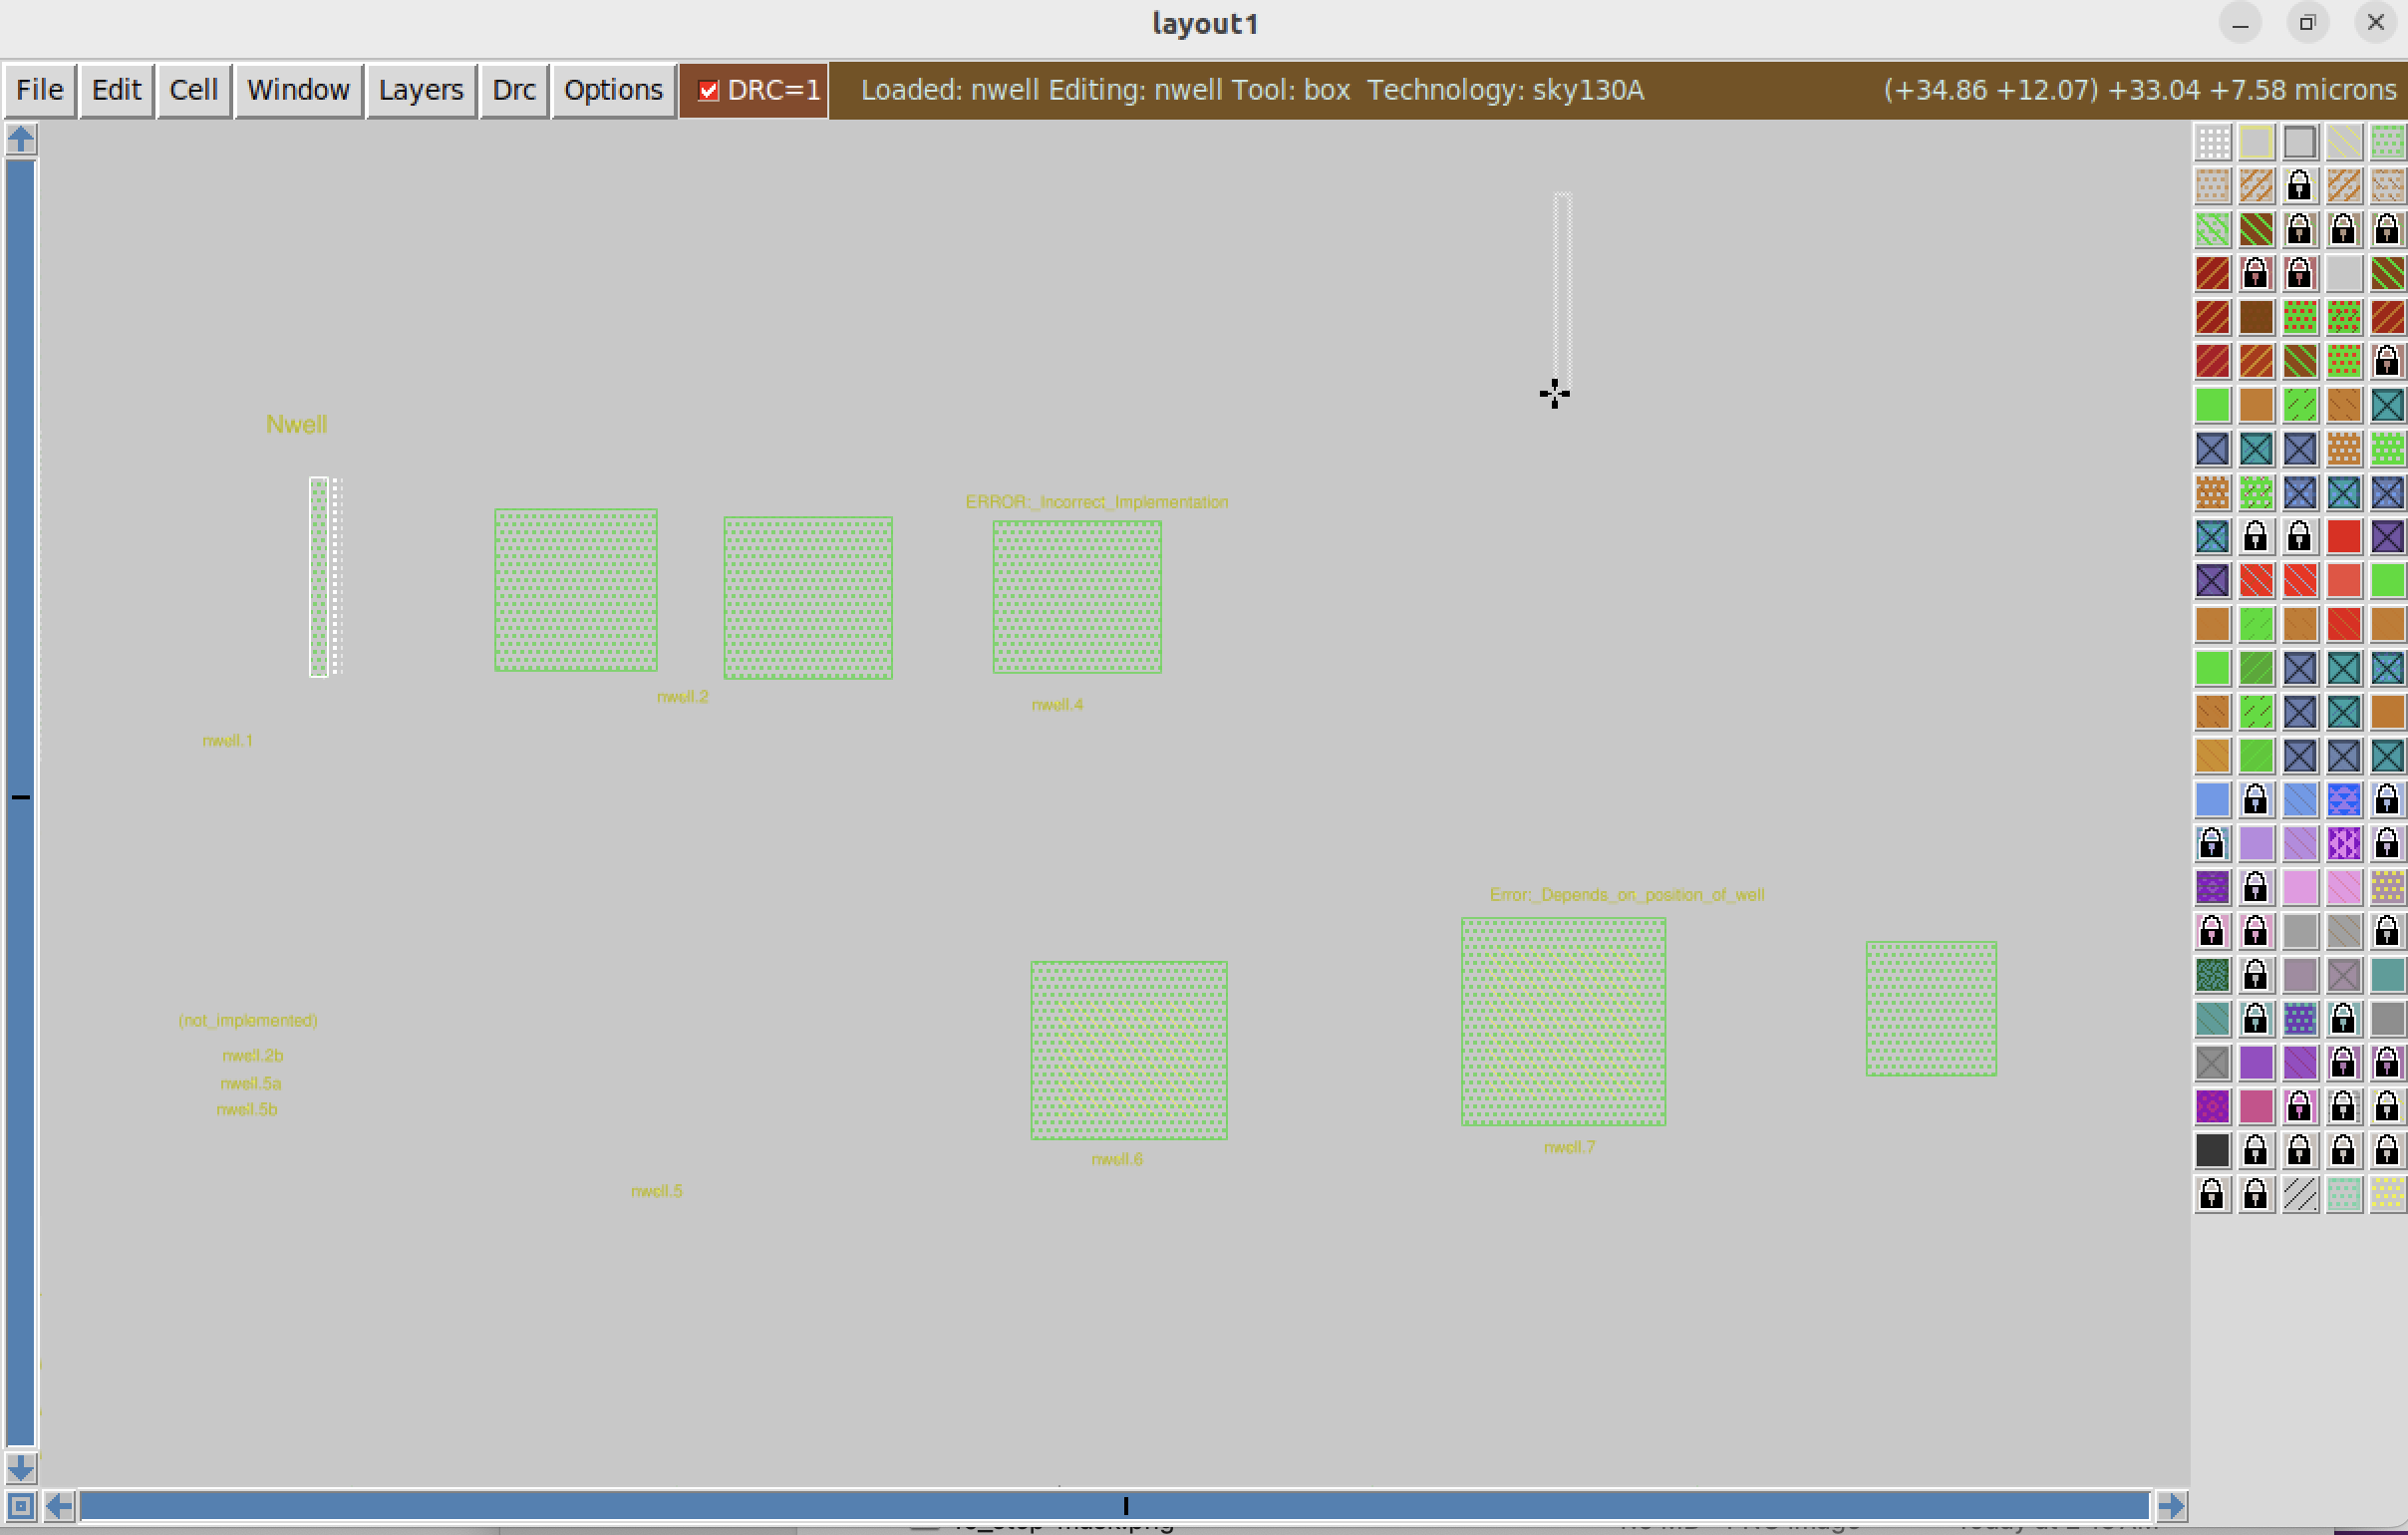 layout1
File Edit Cell Window Layers Drc Options DRC=1 Loaded: nwell Editing: nwell Tool: box Technology: sky130A (+34.86 +12.07) +33.04 +7.58 microns
Nwell
ERROR:_Incorrect_Implementation
nwell.2
nwell.4
nwell.1
Error:_Depends_on_position_of_well
(not_implemented)
nwell.2b
nwell.5a
nwell.5b
nwell.6
nwell.7
nwell.5